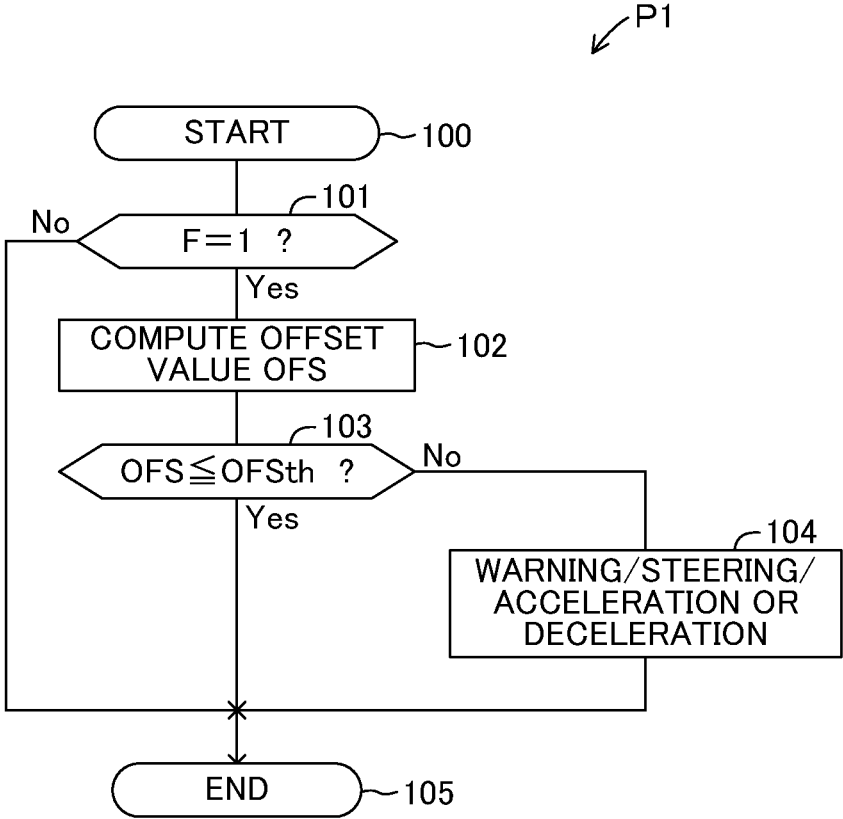 P1
START
100
101
No
F=1 ?
Yes
COMPUTE OFFSET
VALUE OFS
102
103
OFS≦OFSth ?
No
Yes
104
WARNING/STEERING/
ACCELERATION OR
DECELERATION
END
105